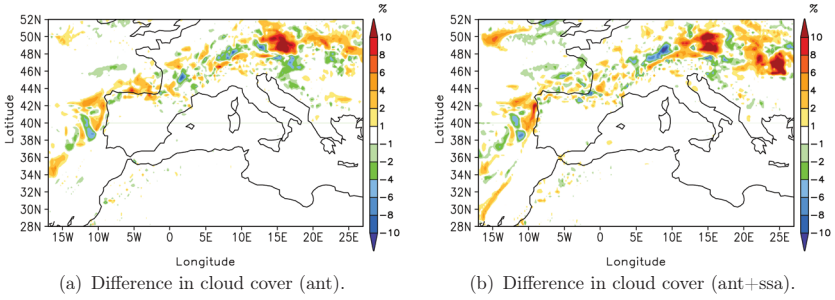 %
52N
50N
48N
46N
44N
42N
40N
38N
36N
34N
32N
30N
28N
Latitude
15W 10W 5W 0 5E 10E 15E 20E 25E
Longitude
10
8
6
4
2
1
−1
−2
−4
−6
−8
−10
(a) Difference in cloud cover (ant).
%
52N
50N
48N
46N
44N
42N
40N
38N
36N
34N
32N
30N
28N
Latitude
15W 10W 5W 0 5E 10E 15E 20E 25E
Longitude
10
8
6
4
2
1
−1
−2
−4
−6
−8
−10
(b) Difference in cloud cover (ant+ssa).